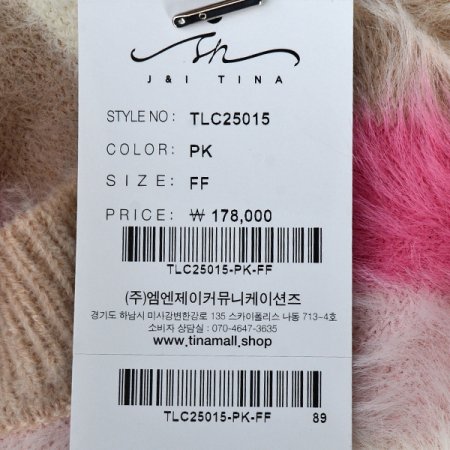 J&I TINA
STYLE NO: TLC25015
COLOR: PK
SIZE: FF
PRICE: ₩ 178,000
TLC25015-PK-FF
(주)엠엔제이커뮤니케이션즈
경기도 하남시 미사강변한강로 135 스카이폴리스 나동 713-4호
소비자 상담실 : 070-4647-3635
www.tinamall.shop
TLC25015-PK-FF 89